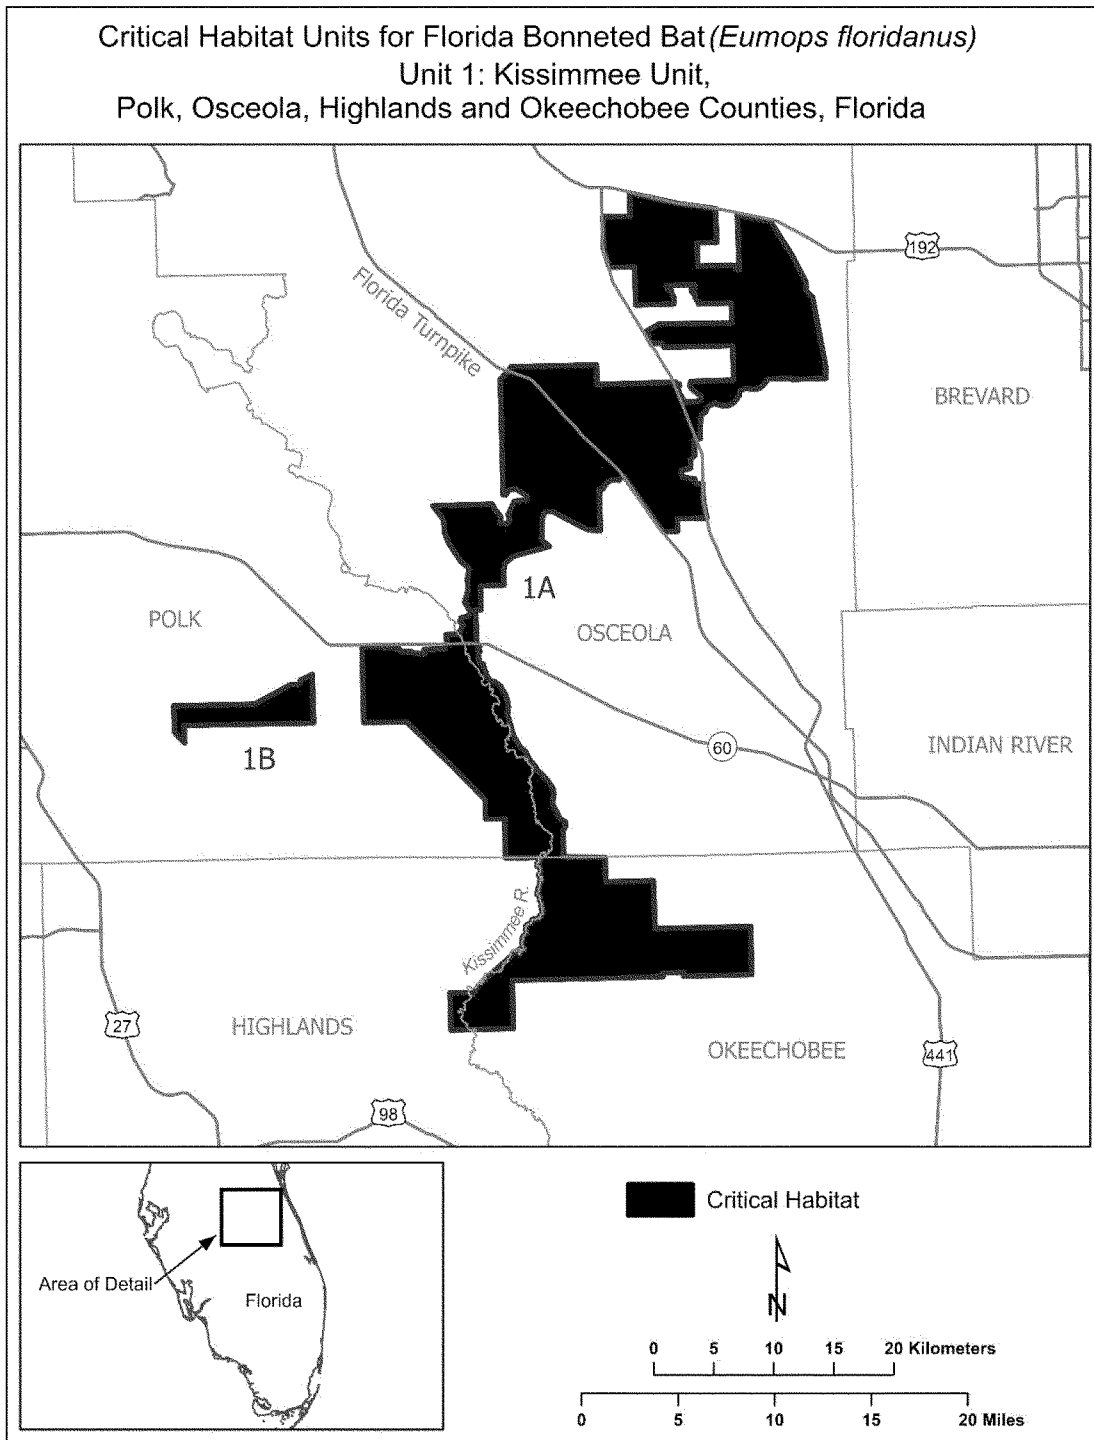 Critical Habitat Units for Florida Bonneted Bat (Eumops floridanus)
Unit 1: Kissimmee Unit,
Polk, Osceola, Highlands and Okeechobee Counties, Florida
192
Florida Turnpike
BREVARD
1A
POLK
OSCEOLA
1B
60
INDIAN RIVER
Kissimmee R.
27
HIGHLANDS
OKEECHOBEE
441
98
Area of Detail
Florida
Critical Habitat
N
0 5 10 15 20 Kilometers
0 5 10 15 20 Miles